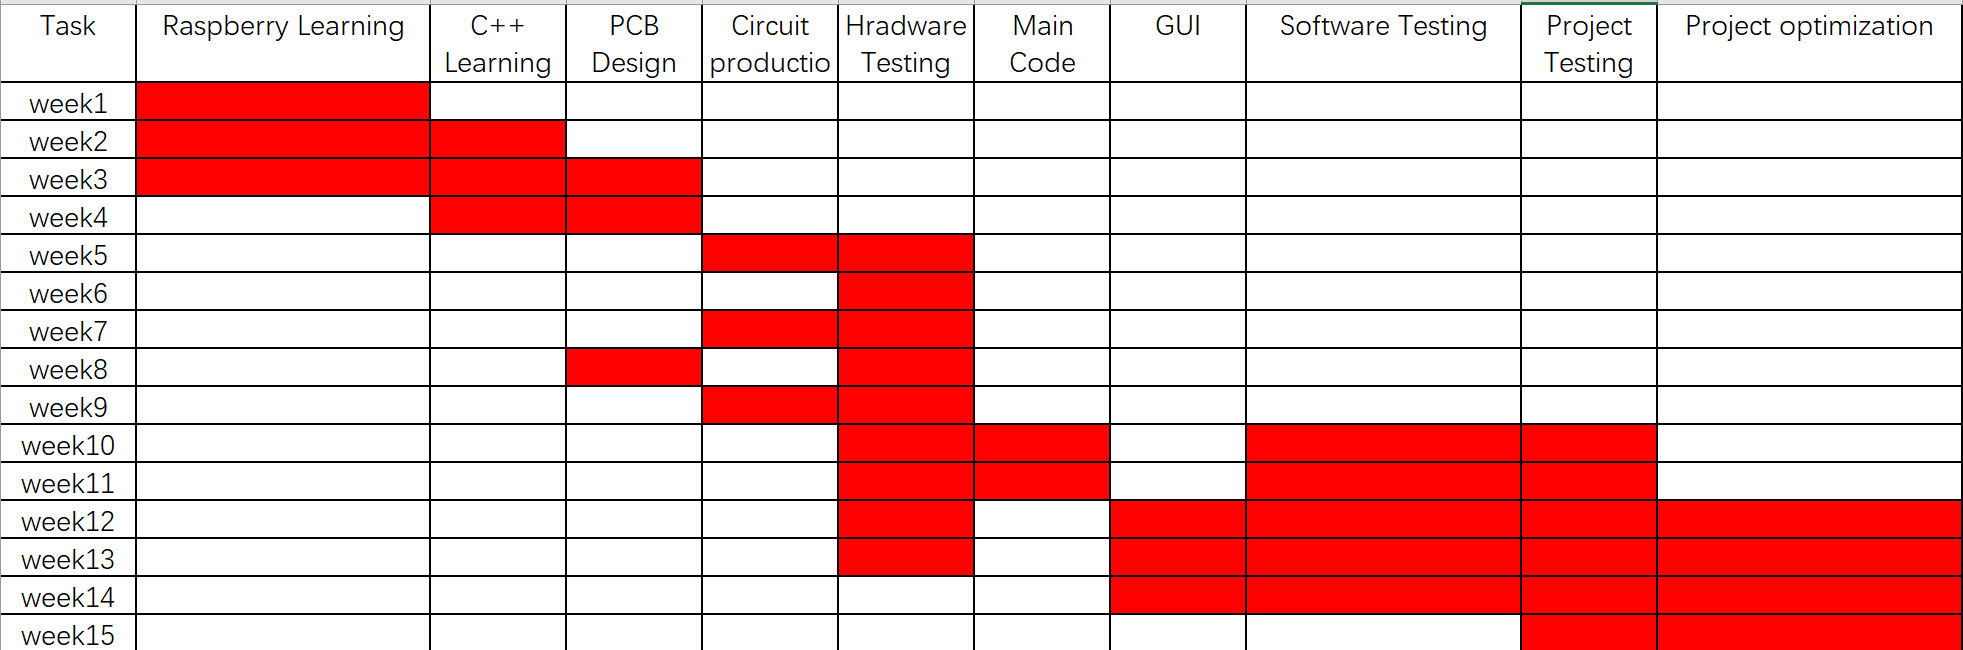 Task
Raspberry Learning
C++
Learning
PCB
Design
Circuit
productio
Hradware
Testing
Main
Code
GUI
Software Testing
Project
Testing
Project optimization
week1
week2
week3
week4
week5
week6
week7
week8
week9
week10
week11
week12
week13
week14
week15